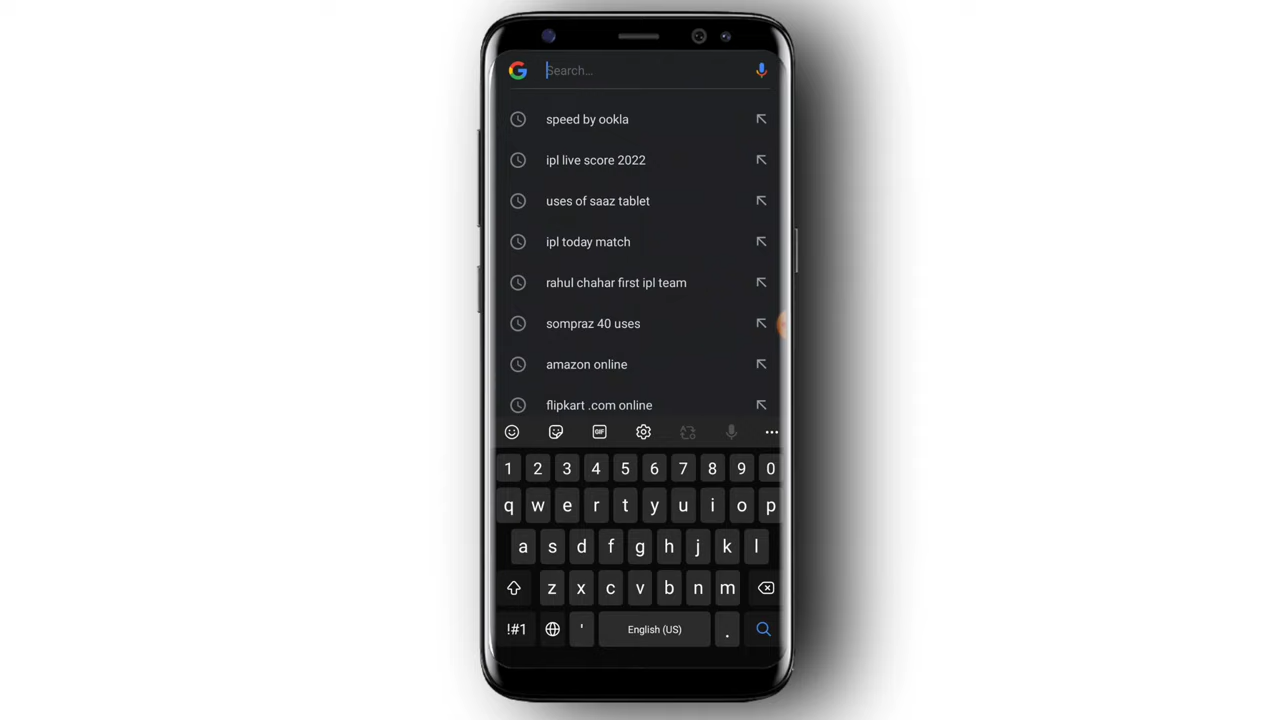 Search...
speed by ookla
ipl live score 2022
uses of saaz tablet
ipl today match
rahul chahar first ipl team
sompraz 40 uses
amazon online
flipkart .com online
GIF
1 2 3 4 5 6 7 8 9 0
q w e r t y u i o p
a s d f g h j k l
z x c v b n m
!#1 ' English (US) .